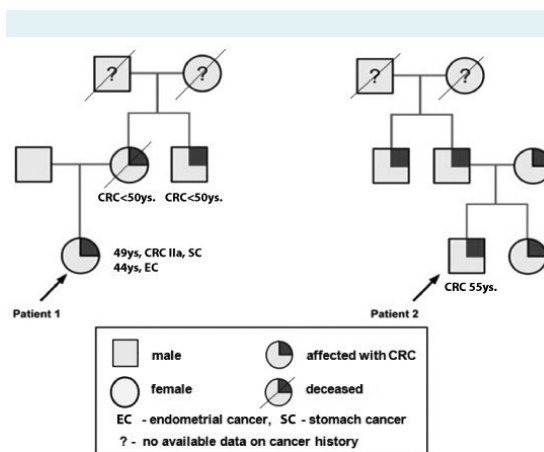 ? ? ? ?
CRC<50ys. CRC<50ys.
49ys, CRC IIa, SC
44ys, EC
CRC 55ys.
Patient 1 Patient 2
male affected with CRC
female deceased
EC - endometrial cancer, SC - stomach cancer
? - no available data on cancer history